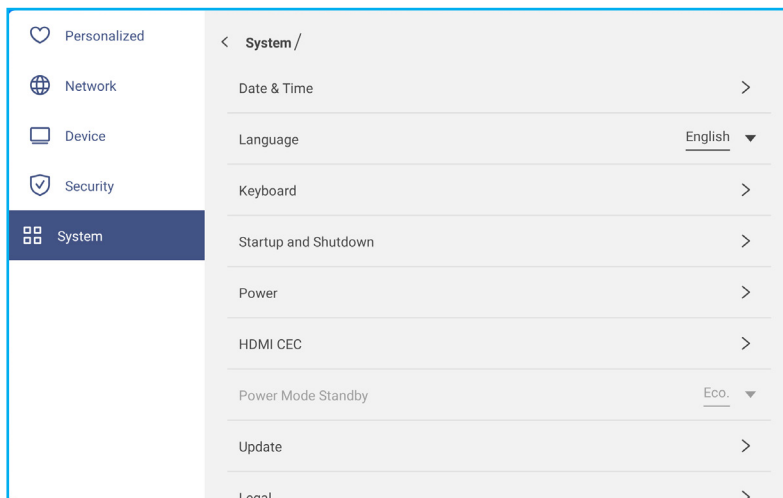 Personalized
Network
Device
Security
System
System/
Date & Time
Language English
Keyboard
Startup and Shutdown
Power
HDMI CEC
Power Mode Standby Eco.
Update
Legal